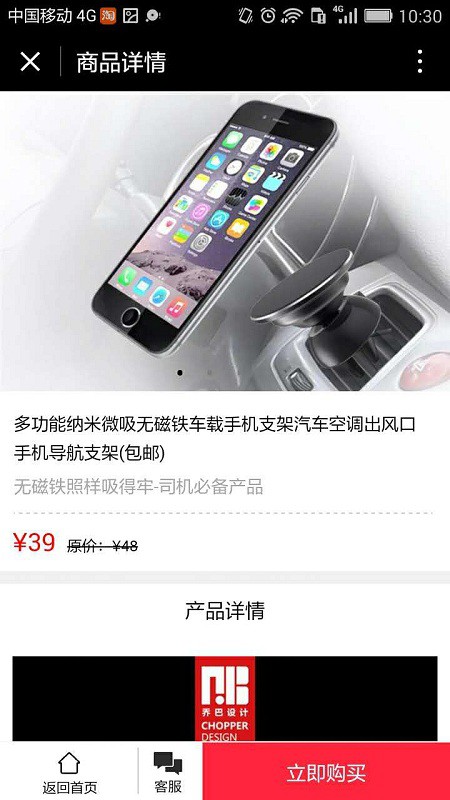 中国移动 4G 淘 4G 10:30
商品详情
多功能纳米微吸无磁铁车载手机支架汽车空调出风口
手机导航支架(包邮)
无磁铁照样吸得牢-司机必备产品
¥39 原价：¥48
产品详情
乔巴设计
CHOPPER
DESIGN
返回首页 客服 立即购买